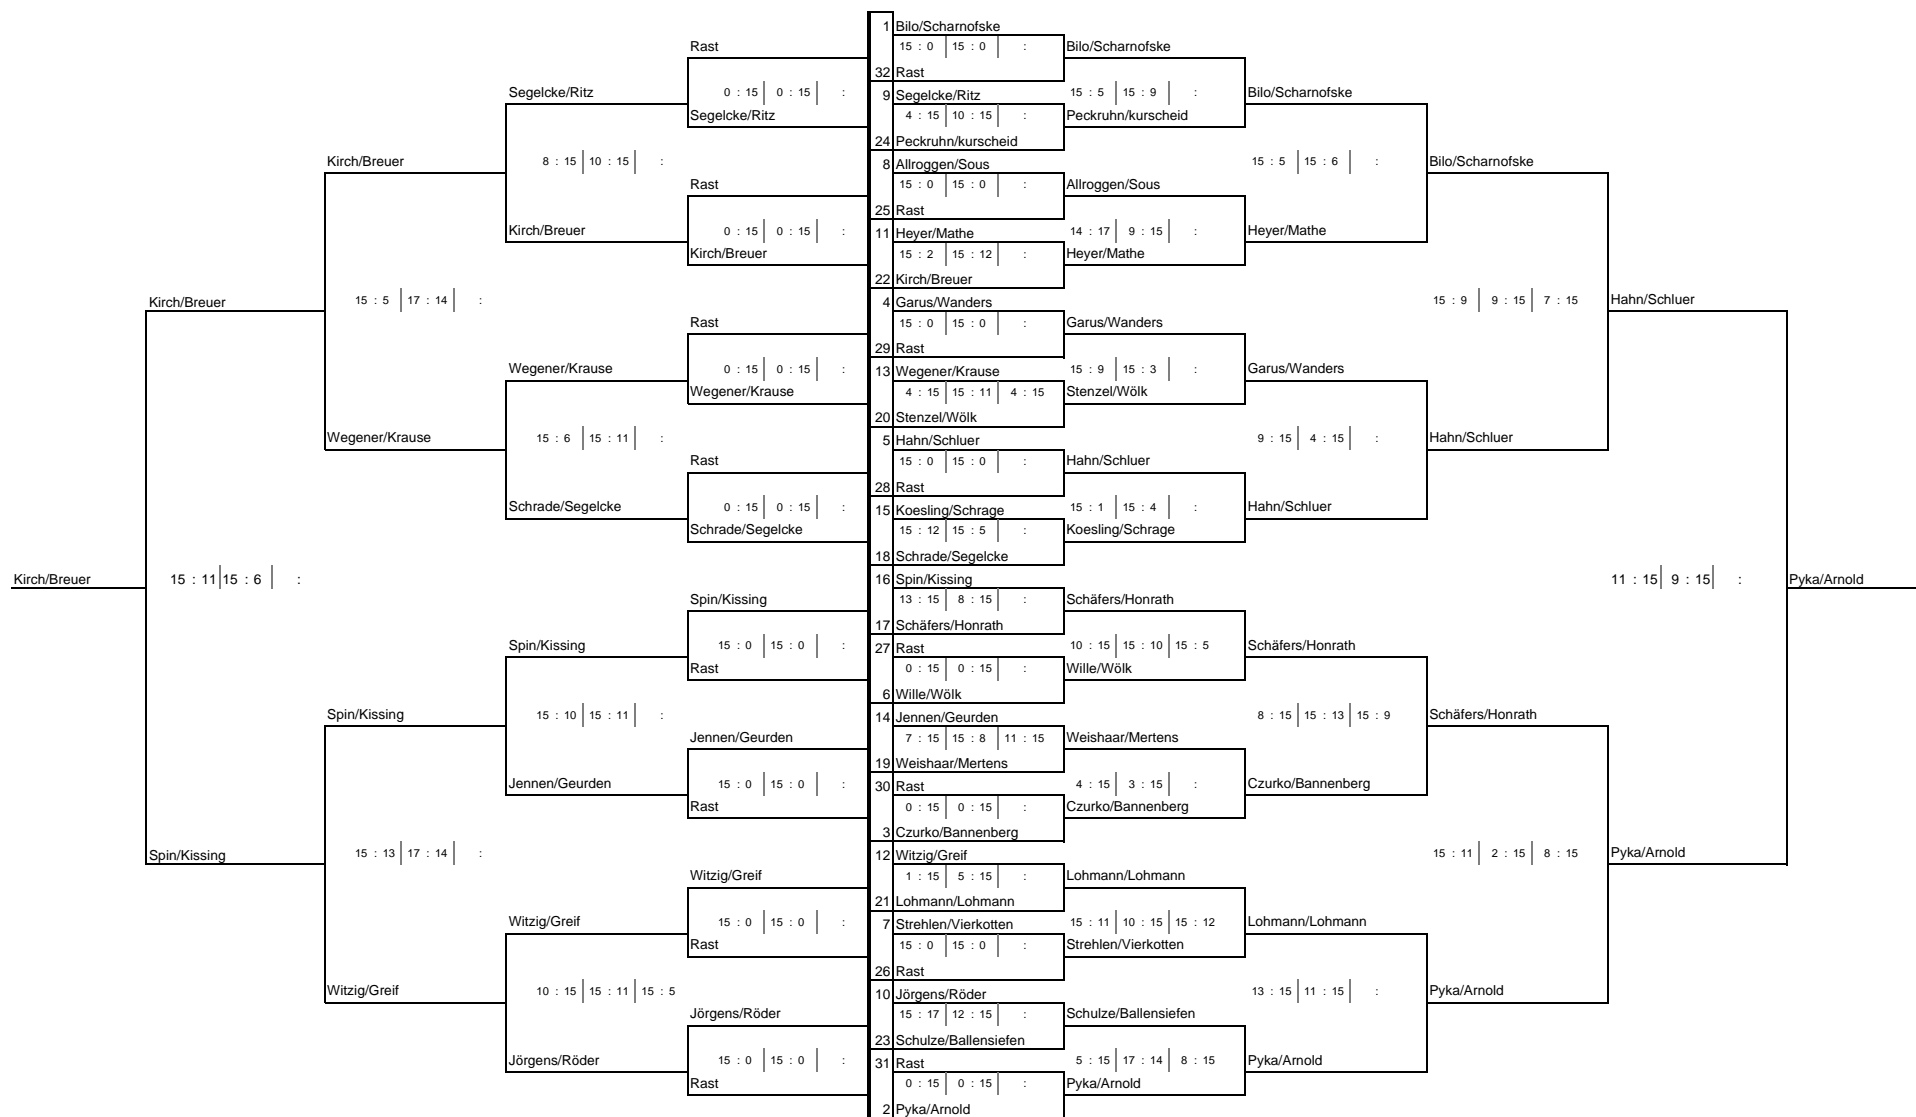 1 Bilo/Scharnofske
Rast 15 : 0 15 : 0 : Bilo/Scharnofske
32 Rast
Segelcke/Ritz 0 : 15 0 : 15 : 9 Segelcke/Ritz 15 : 5 15 : 9 : Bilo/Scharnofske
Segelcke/Ritz 4 : 15 10 : 15 : Peckruhn/kurscheid
24 Peckruhn/kurscheid
Kirch/Breuer 8 : 15 10 : 15 : 8 Allroggen/Sous 15 : 5 15 : 6 : Bilo/Scharnofske
Rast 15 : 0 15 : 0 : Allroggen/Sous
25 Rast
Kirch/Breuer 0 : 15 0 : 15 : 11 Heyer/Mathe 14 : 17 9 : 15 : Heyer/Mathe
Kirch/Breuer 15 : 2 15 : 12 : Heyer/Mathe
22 Kirch/Breuer
Kirch/Breuer 15 : 5 17 : 14 : 4 Garus/Wanders 15 : 9 9 : 15 7 : 15 Hahn/Schluer
Rast 15 : 0 15 : 0 : Garus/Wanders
29 Rast
Wegener/Krause 0 : 15 0 : 15 : 13 Wegener/Krause 15 : 9 15 : 3 : Garus/Wanders
Wegener/Krause 4 : 15 15 : 11 4 : 15 Stenzel/Wölk
20 Stenzel/Wölk
Wegener/Krause 15 : 6 15 : 11 : 5 Hahn/Schluer 9 : 15 4 : 15 : Hahn/Schluer
Rast 15 : 0 15 : 0 : Hahn/Schluer
28 Rast
Schrade/Segelcke 0 : 15 0 : 15 : 15 Koesling/Schrage 15 : 1 15 : 4 : Hahn/Schluer
Schrade/Segelcke 15 : 12 15 : 5 : Koesling/Schrage
18 Schrade/Segelcke
Kirch/Breuer 15 : 11 15 : 6 : 16 Spin/Kissing 11 : 15 9 : 15 : Pyka/Arnold
Spin/Kissing 13 : 15 8 : 15 : Schäfers/Honrath
17 Schäfers/Honrath
Spin/Kissing 15 : 0 15 : 0 : 27 Rast 10 : 15 15 : 10 15 : 5 Schäfers/Honrath
Rast 0 : 15 0 : 15 : Wille/Wölk
6 Wille/Wölk
Spin/Kissing 15 : 10 15 : 11 : 14 Jennen/Geurden 8 : 15 15 : 13 15 : 9 Schäfers/Honrath
Jennen/Geurden 7 : 15 15 : 8 11 : 15 Weishaar/Mertens
19 Weishaar/Mertens
Jennen/Geurden 15 : 0 15 : 0 : 30 Rast 4 : 15 3 : 15 : Czurko/Bannenberg
Rast 0 : 15 0 : 15 : Czurko/Bannenberg
3 Czurko/Bannenberg
Spin/Kissing 15 : 13 17 : 14 : 12 Witzig/Greif 15 : 11 2 : 15 8 : 15 Pyka/Arnold
Witzig/Greif 1 : 15 5 : 15 : Lohmann/Lohmann
21 Lohmann/Lohmann
Witzig/Greif 15 : 0 15 : 0 : 7 Strehlen/Vierkotten 15 : 11 10 : 15 15 : 12 Lohmann/Lohmann
Rast 15 : 0 15 : 0 : Strehlen/Vierkotten
26 Rast
Witzig/Greif 10 : 15 15 : 11 15 : 5 10 Jörgens/Röder 13 : 15 11 : 15 : Pyka/Arnold
Jörgens/Röder 15 : 17 12 : 15 : Schulze/Ballensiefen
23 Schulze/Ballensiefen
Jörgens/Röder 15 : 0 15 : 0 : 31 Rast 5 : 15 17 : 14 8 : 15 Pyka/Arnold
Rast 0 : 15 0 : 15 : Pyka/Arnold
2 Pyka/Arnold